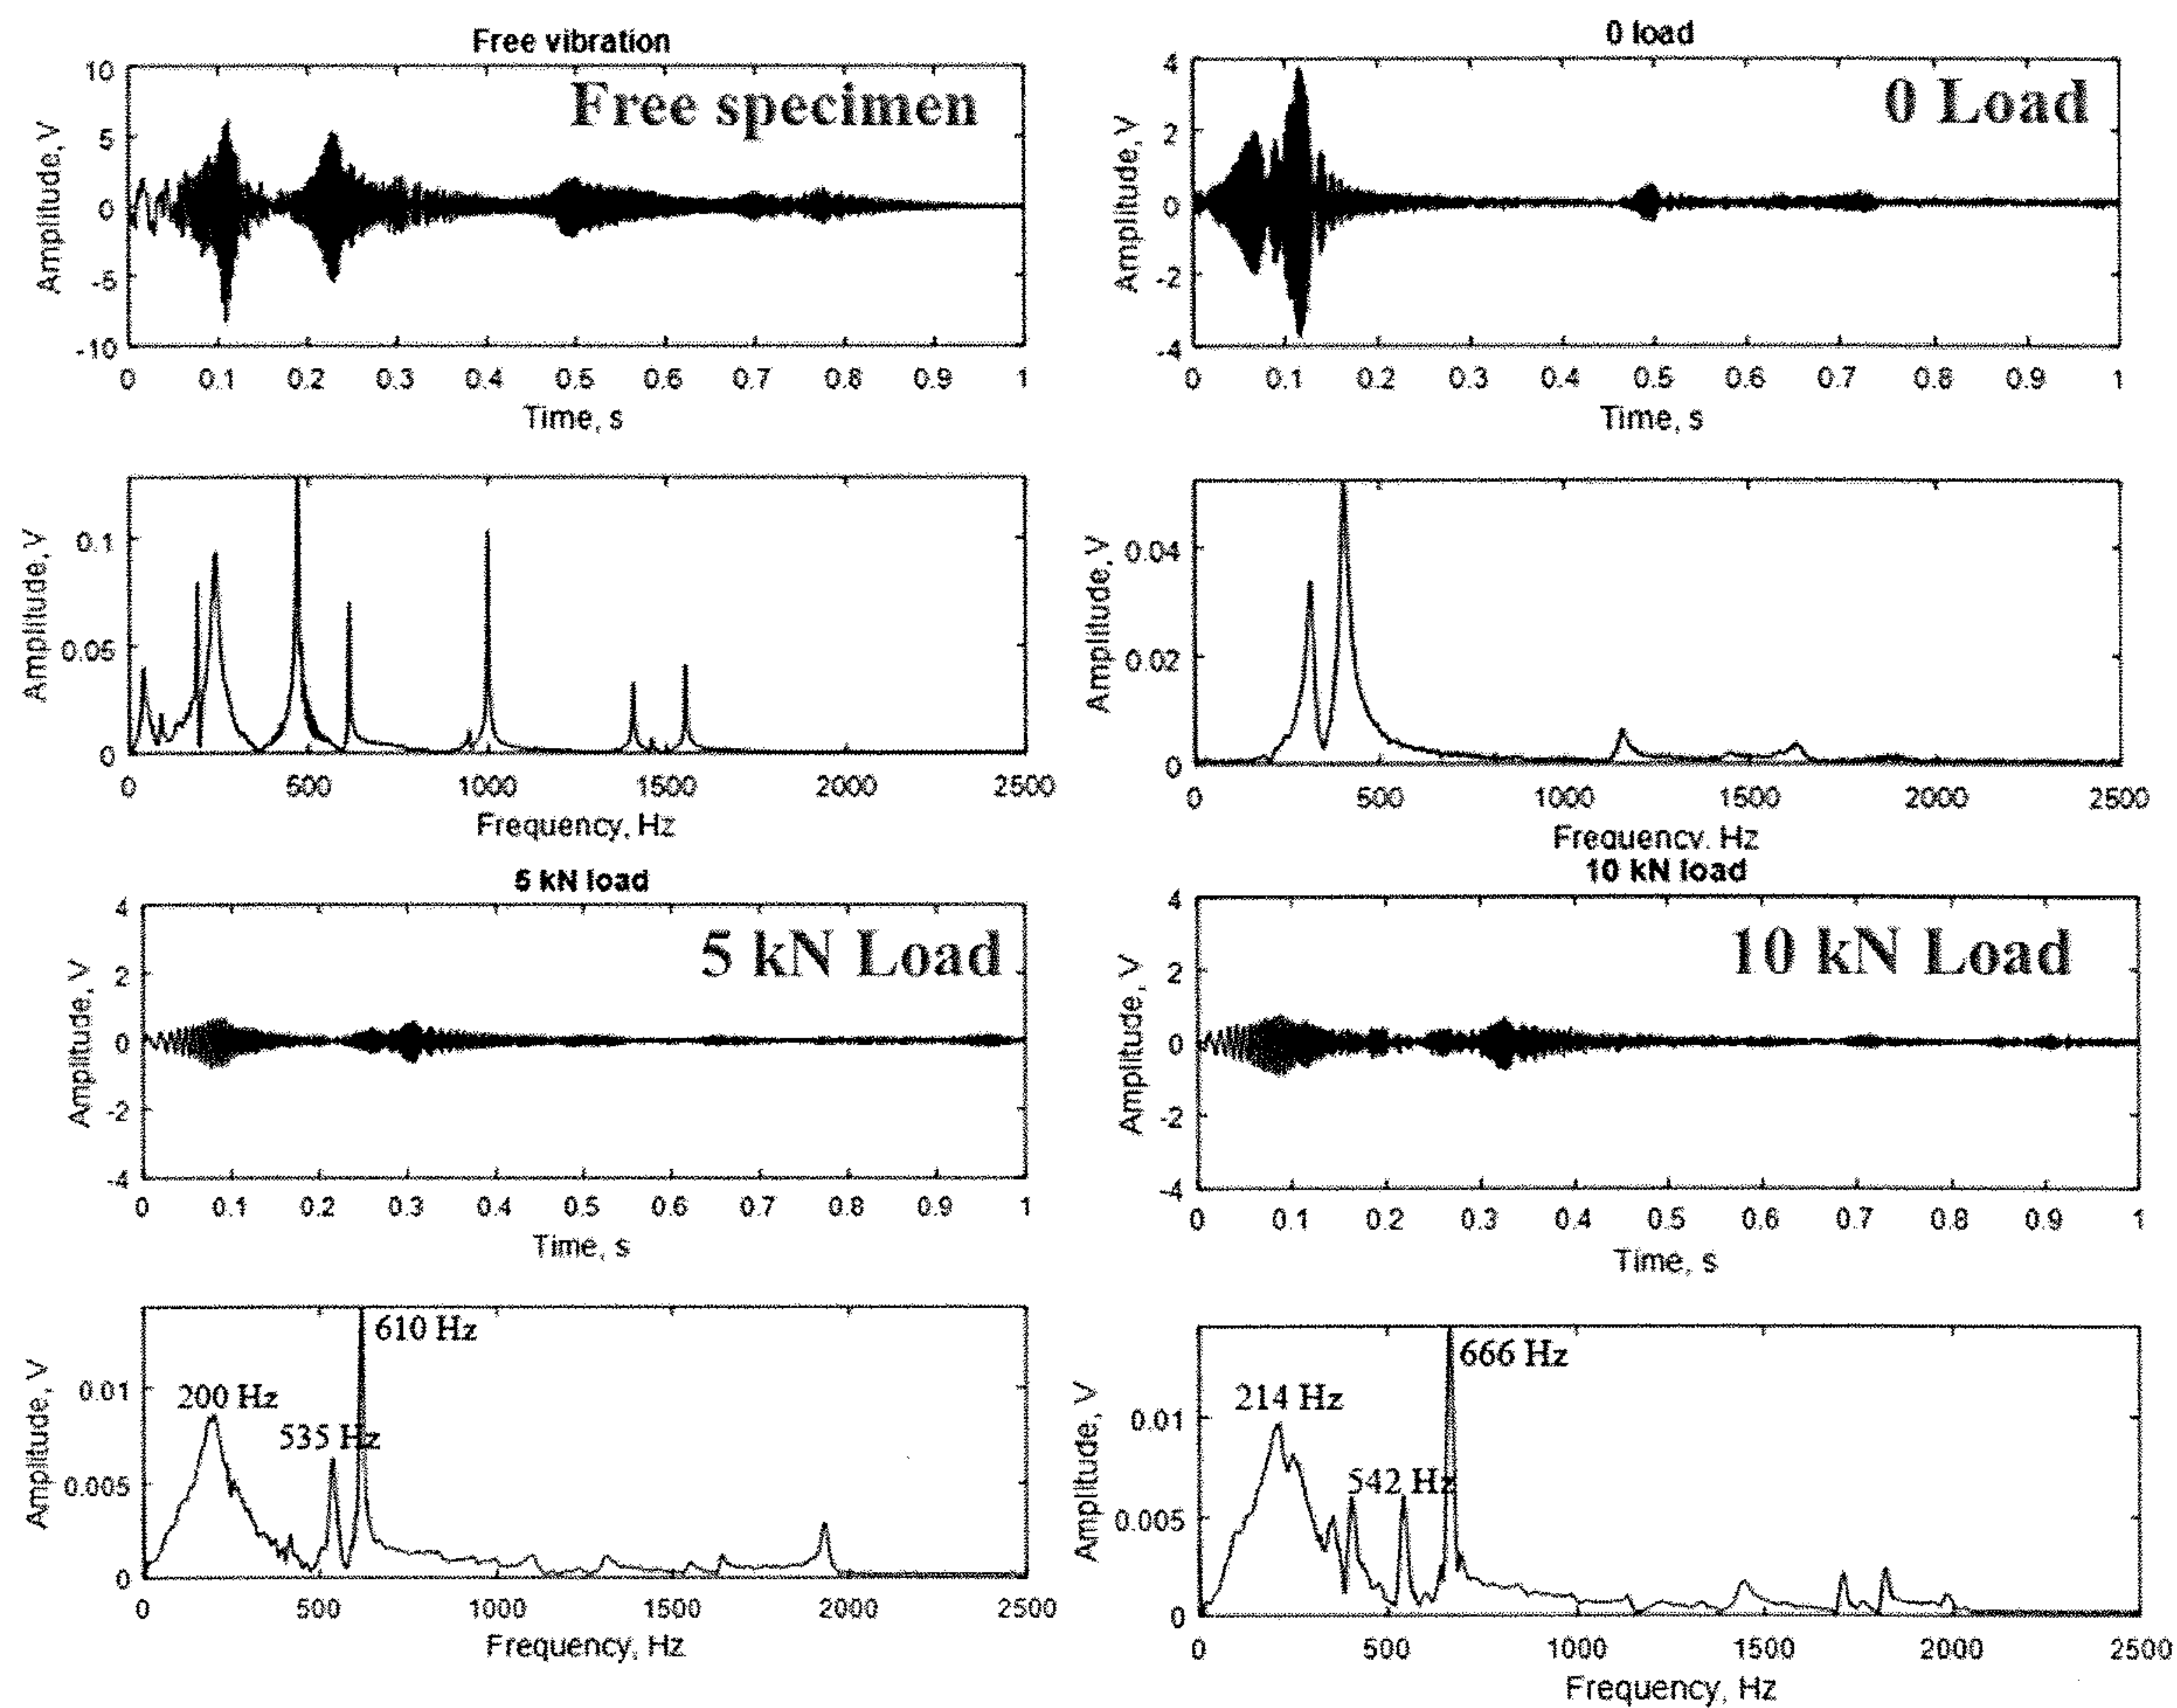 Free vibration
Free specimen
Amplitude, V
10
5
0
-5
-10
0 0.1 0.2 0.3 0.4 0.5 0.6 0.7 0.8 0.9 1
Time, s
0 load
0 Load
Amplitude, V
4
2
0
-2
-4
0 0.1 0.2 0.3 0.4 0.5 0.6 0.7 0.8 0.9 1
Time, s
Amplitude, V
0.1
0.05
0
0 500 1000 1500 2000 2500
Frequency, Hz
Amplitude, V
0.04
0.02
0
0 500 1000 1500 2000 2500
Frequency, Hz
5 kN load
5 kN Load
Amplitude, V
4
2
0
-2
-4
0 0.1 0.2 0.3 0.4 0.5 0.6 0.7 0.8 0.9 1
Time, s
10 kN load
10 kN Load
Amplitude, V
4
2
0
-2
-4
0 0.1 0.2 0.3 0.4 0.5 0.6 0.7 0.8 0.9 1
Time, s
610 Hz
200 Hz
535 Hz
Amplitude, V
0.01
0.005
0
0 500 1000 1500 2000 2500
Frequency, Hz
666 Hz
214 Hz
542 Hz
Amplitude, V
0.01
0.005
0
0 500 1000 1500 2000 2500
Frequency, Hz